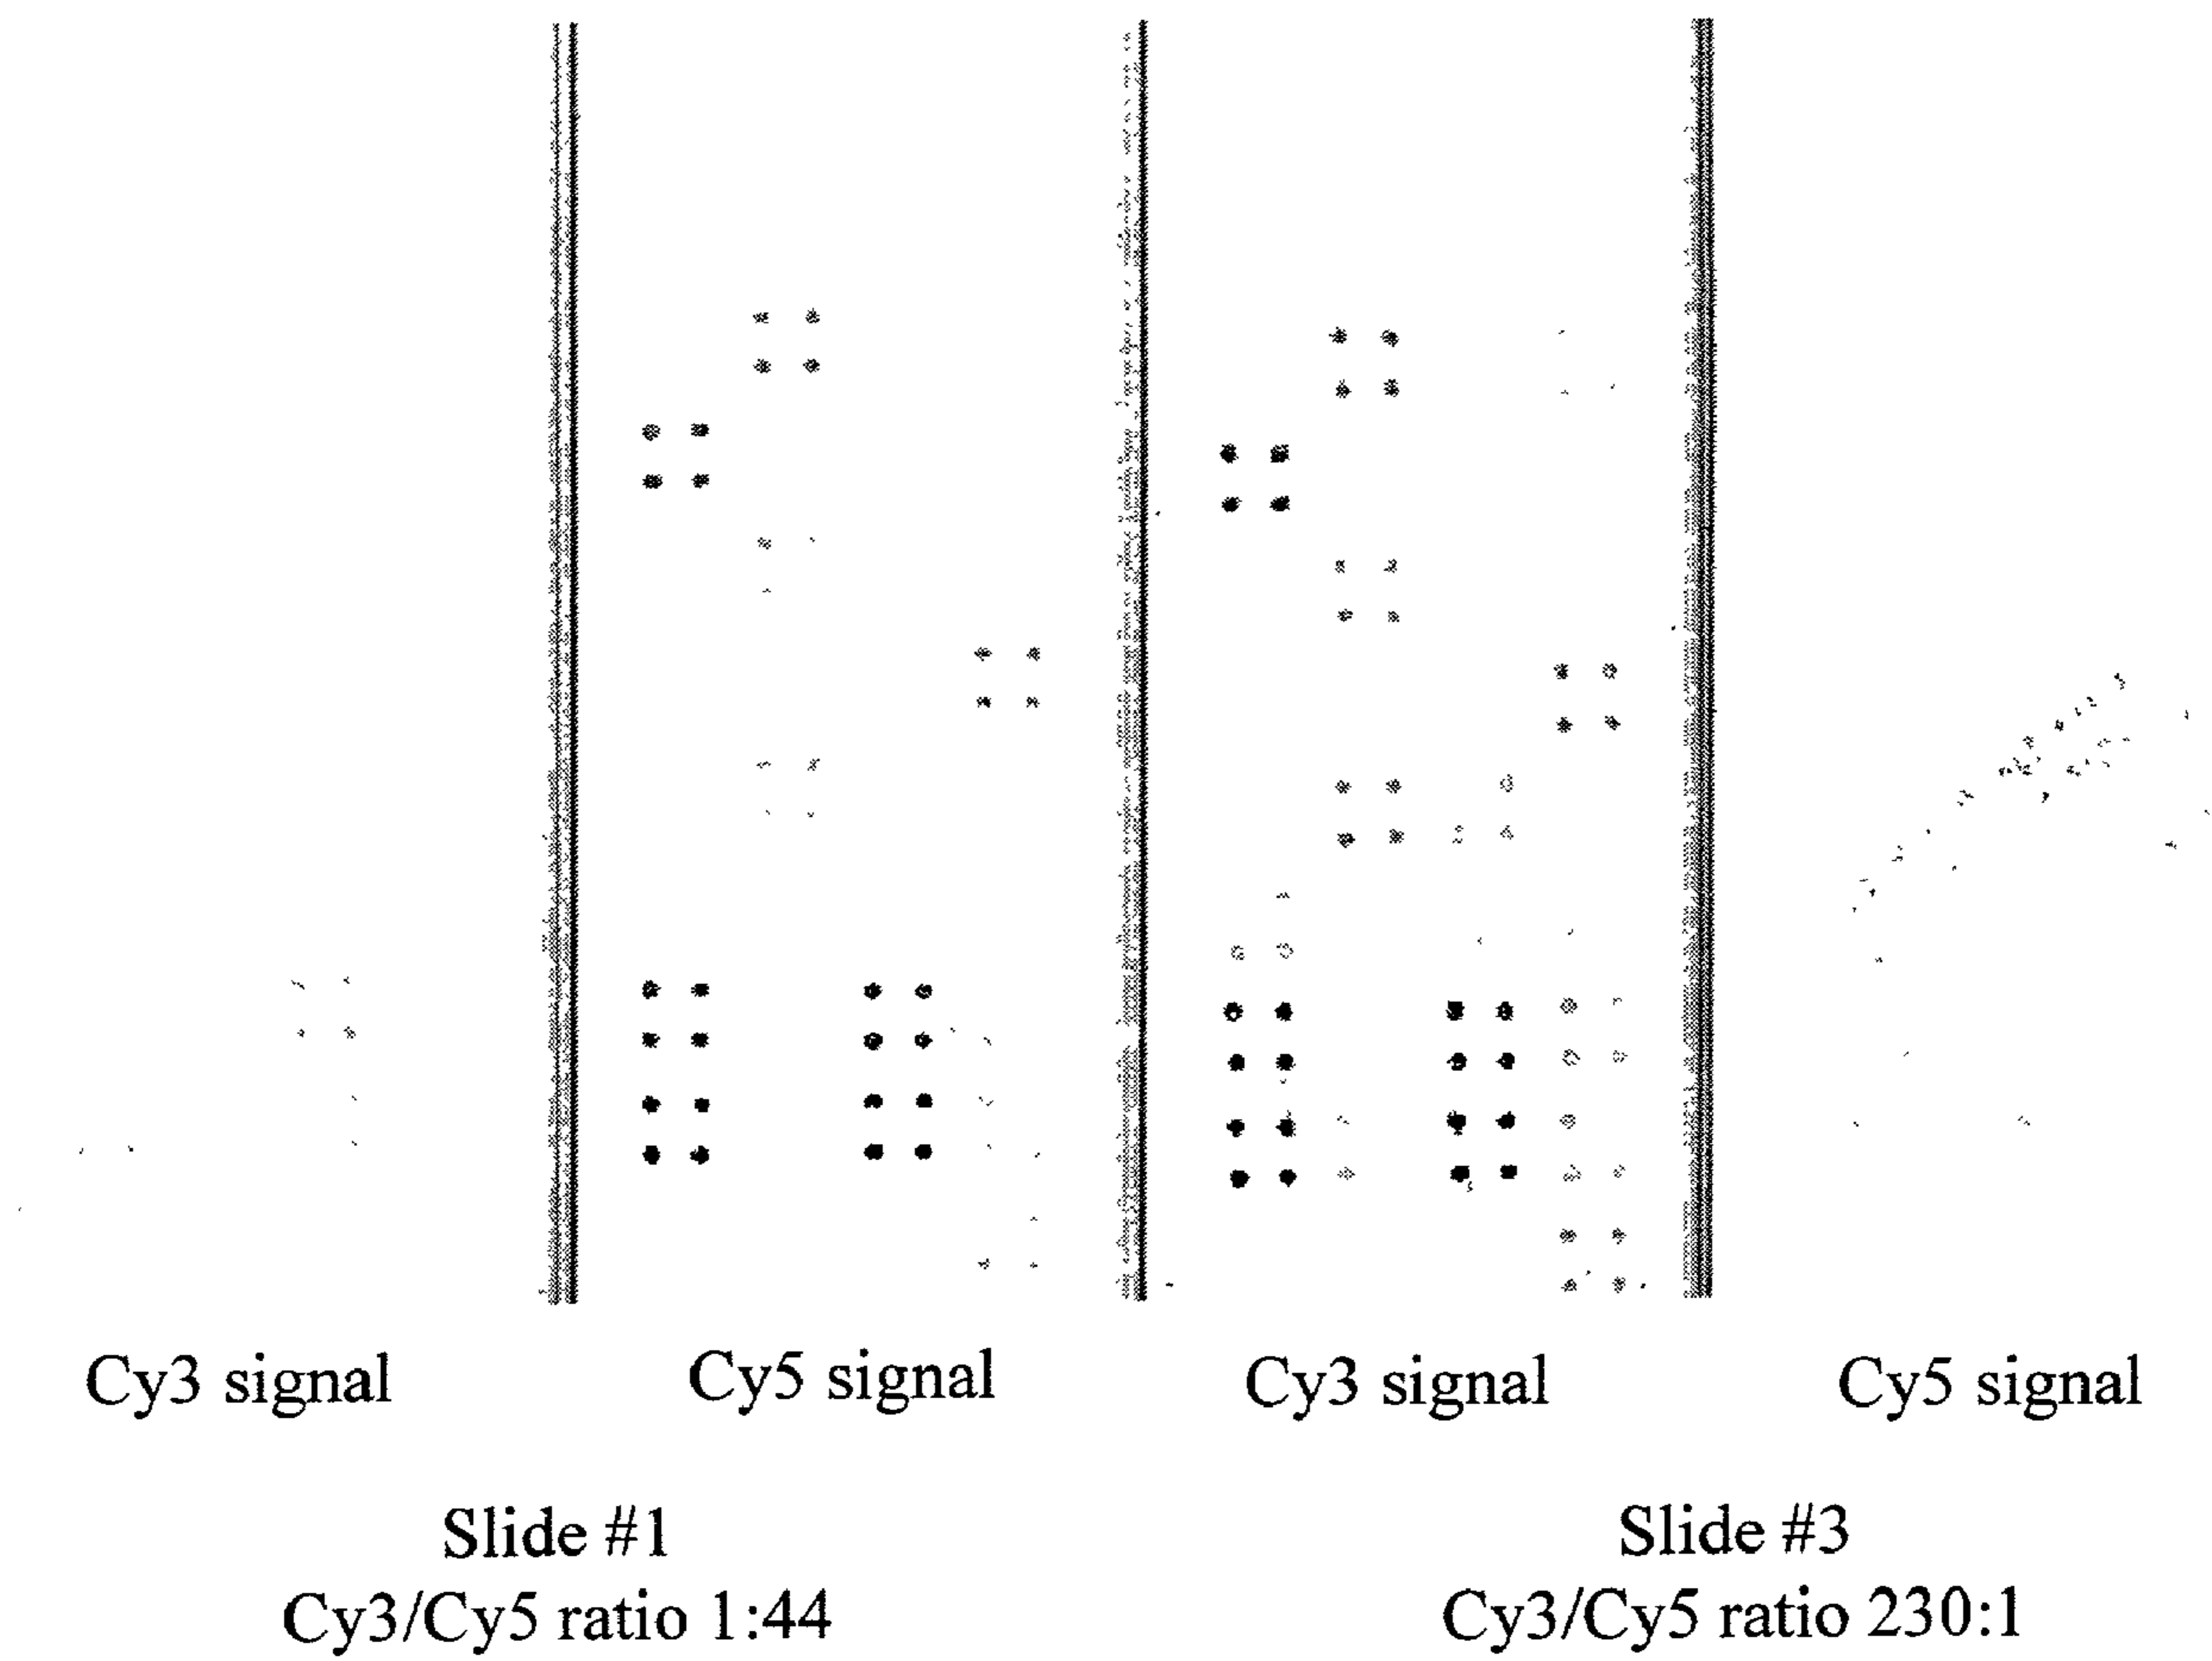 Cy3 signal
Cy5 signal
Cy3 signal
Cy5 signal
Slide #1
Cy3/Cy5 ratio 1:44
Slide #3
Cy3/Cy5 ratio 230:1